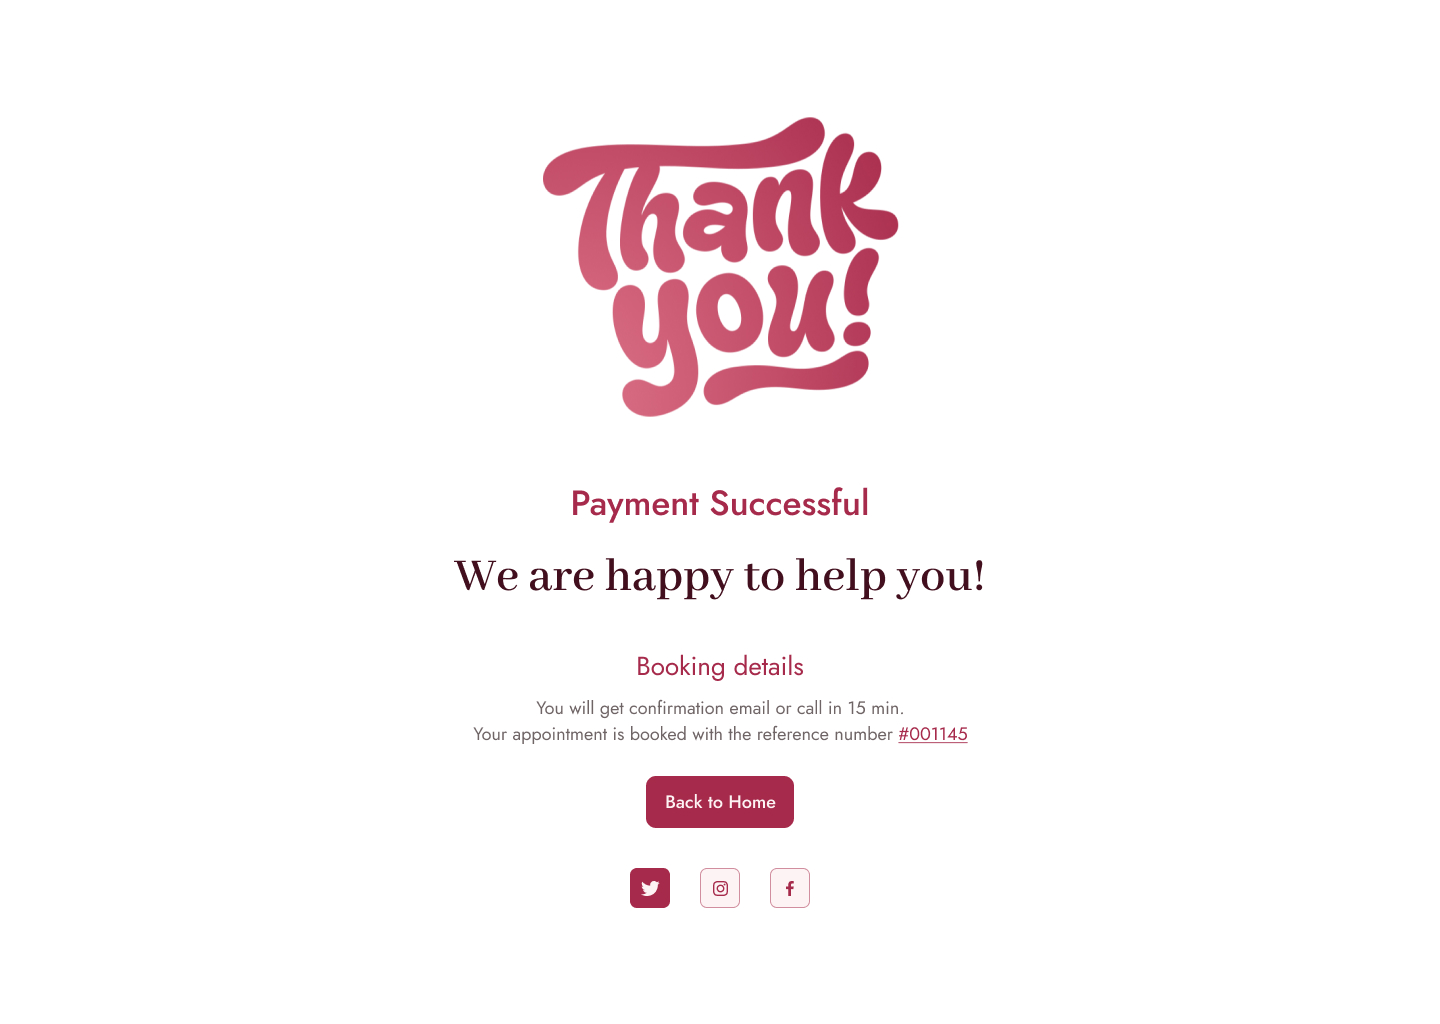 Thank
you!
Payment Successful
We are happy to help you!
Booking details
You will get confirmation email or call in 15 min.
Your appointment is booked with the reference number #001145
Back to Home